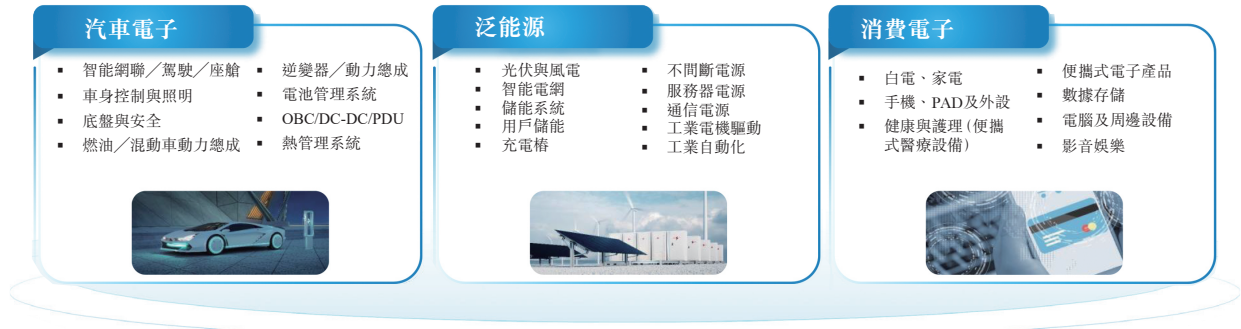 汽車電子
智能網聯／駕駛／座艙
車身控制與照明
底盤與安全
燃油／混動車動力總成
逆變器／動力總成
電池管理系統
OBC/DC-DC/PDU
熱管理系統
泛能源
光伏與風電
智能電網
儲能系統
用戶儲能
充電樁
不間斷電源
服務器電源
通信電源
工業電機驅動
工業自動化
消費電子
白電、家電
手機、PAD及外設
健康與護理（便攜
式醫療設備）
便攜式電子產品
數據存儲
電腦及周邊設備
影音娛樂